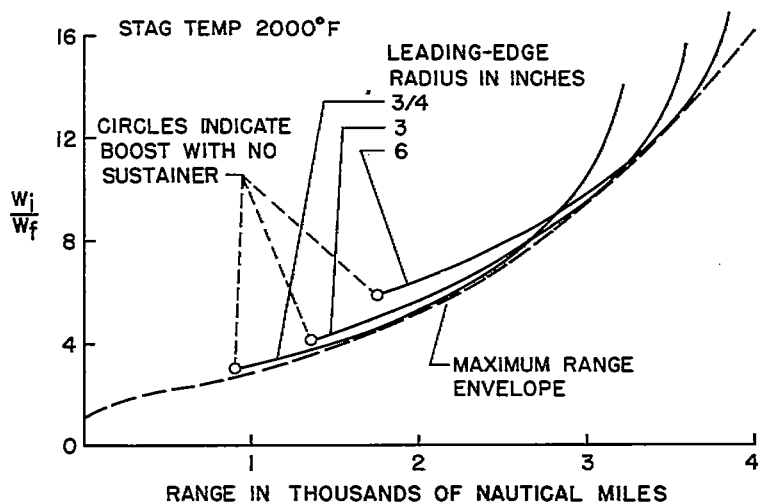 STAG TEMP 2000°F
LEADING-EDGE
RADIUS IN INCHES
3/4
3
6
CIRCLES INDICATE
BOOST WITH NO
SUSTAINER
MAXIMUM RANGE
ENVELOPE
Wi
Wf
16
12
8
4
0
1
2
3
4
RANGE IN THOUSANDS OF NAUTICAL MILES